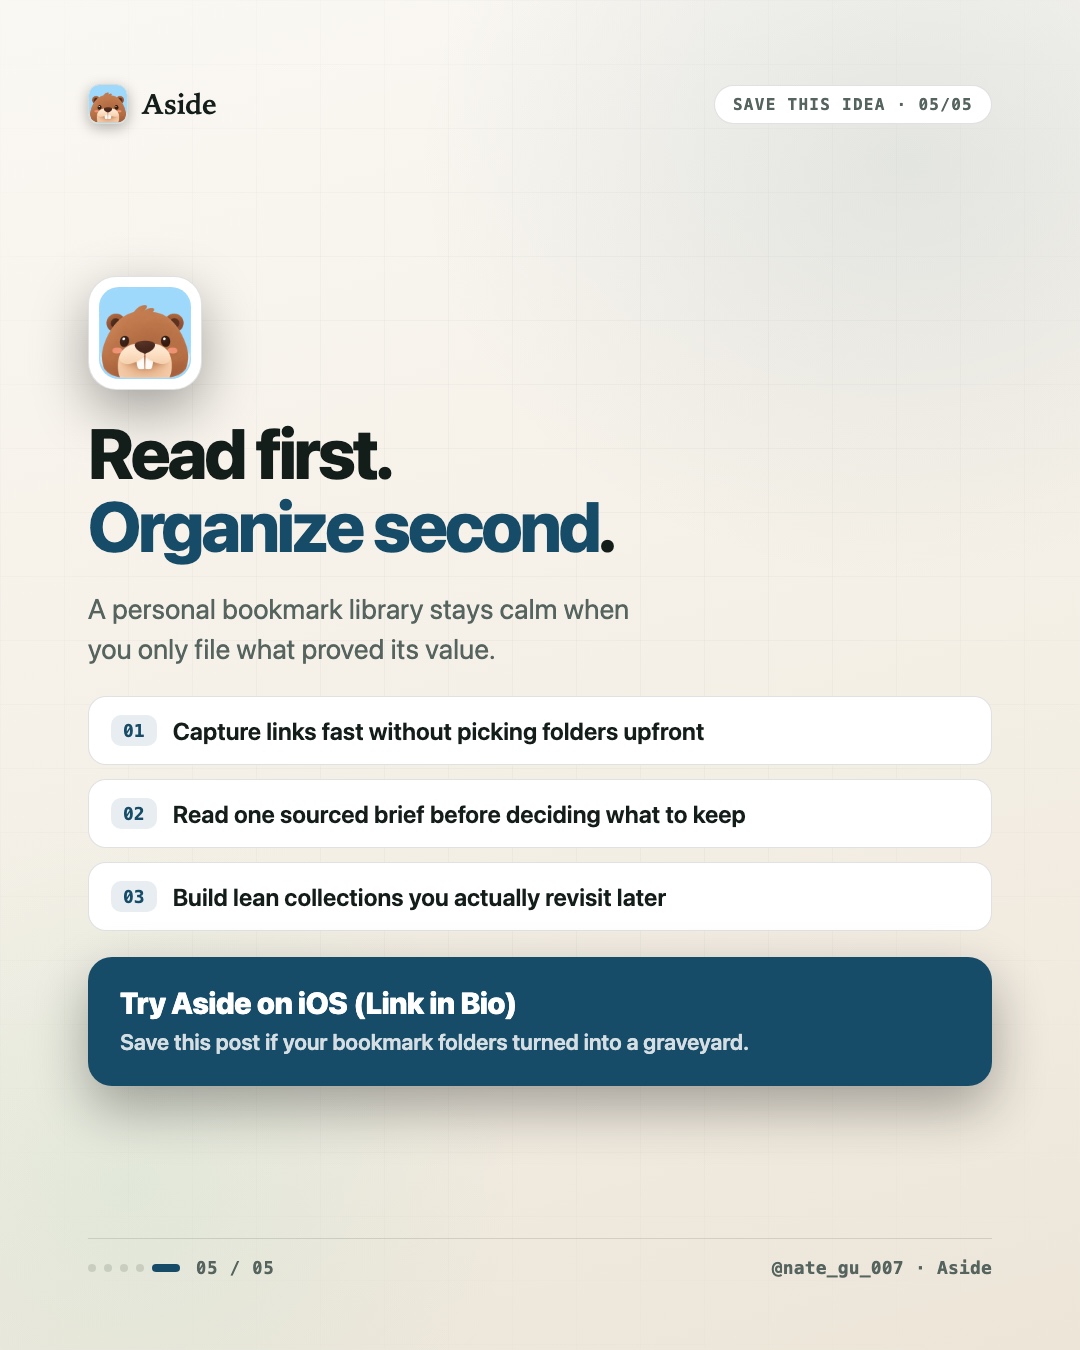 Aside
SAVE THIS IDEA · 05/05
Read first.
Organize second.
A personal bookmark library stays calm when
you only file what proved its value.
01 Capture links fast without picking folders upfront
02 Read one sourced brief before deciding what to keep
03 Build lean collections you actually revisit later
Try Aside on iOS (Link in Bio)
Save this post if your bookmark folders turned into a graveyard.
05 / 05
@nate_gu_007 · Aside